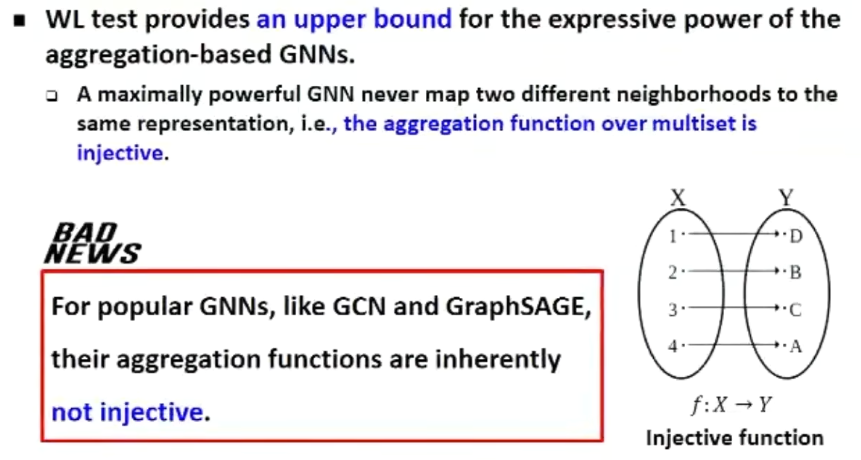 ▪ WL test provides an upper bound for the expressive power of the
aggregation-based GNNs.
❑ A maximally powerful GNN never map two different neighborhoods to the
same representation, i.e., the aggregation function over multiset is
injective.
BAD
NEWS
For popular GNNs, like GCN and GraphSAGE,
their aggregation functions are inherently
not injective.
X Y
1 D
2 B
3 C
4 A
f: X → Y
Injective function